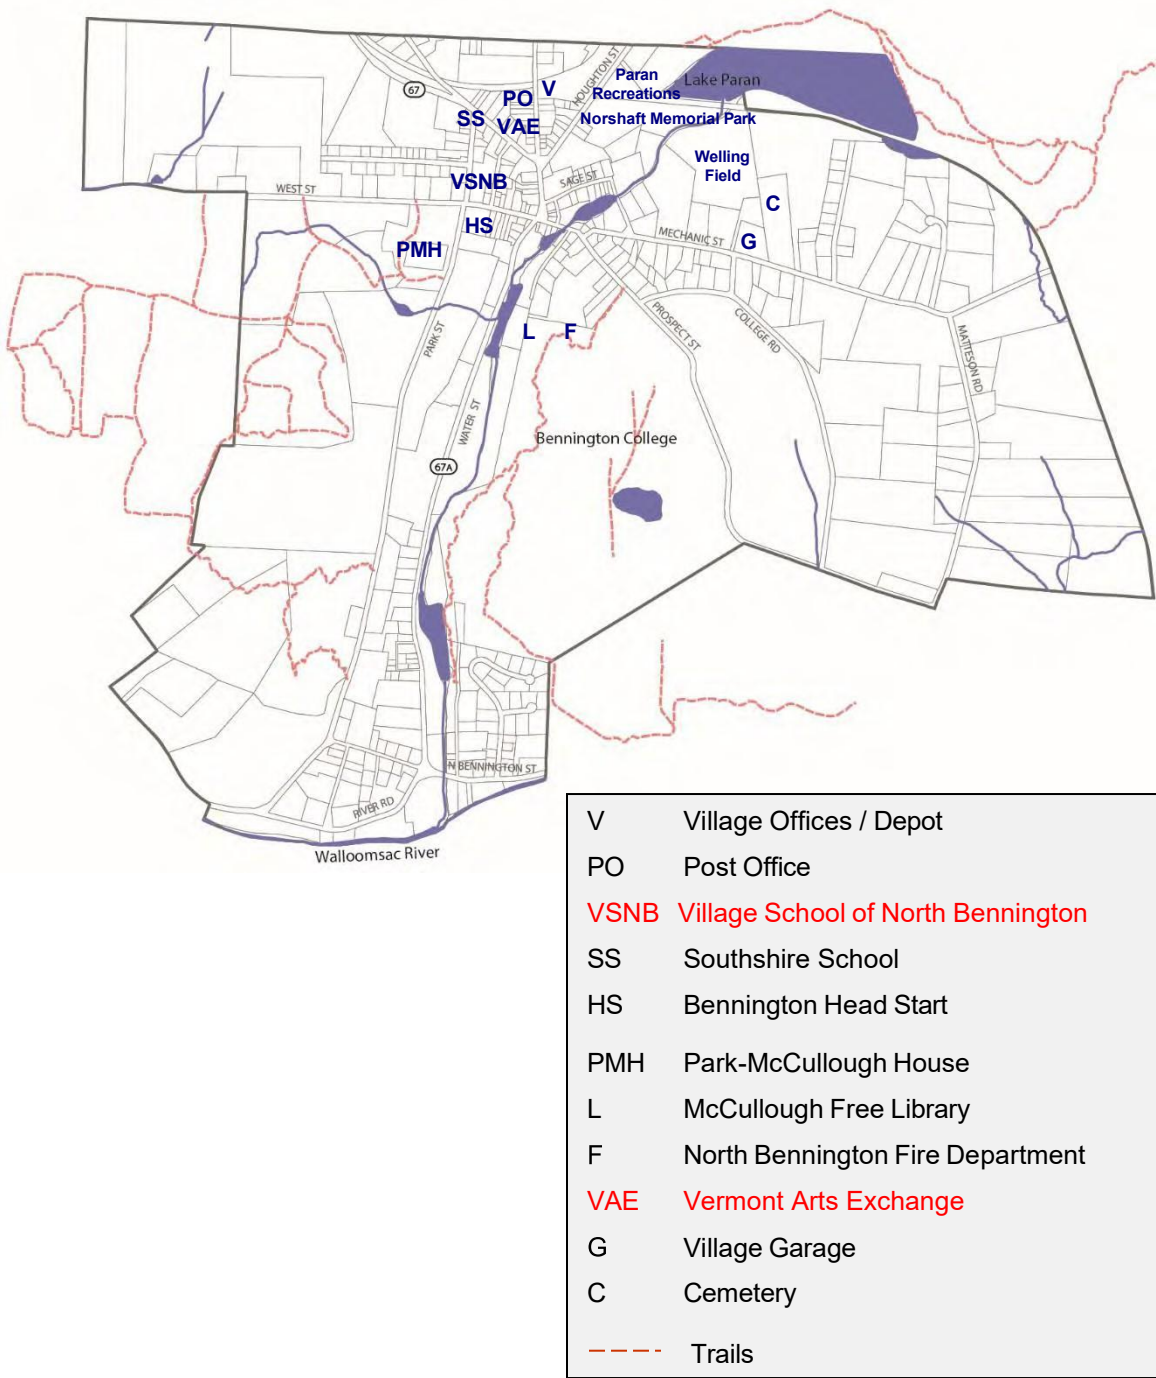 67
PO
V
HOUGHTON ST
Paran
Recreations
Lake Paran
SS
VAE
Norshaft Memorial Park
Welling
Field
VSNB
SAGE ST
WEST ST
C
HS
PMH
MECHANIC ST
G
L
F
PARK ST
PROSPECT ST
COLLEGE RD
MATTESON RD
WATER ST
Bennington College
67A
N BENNINGTON ST
RIVER RD
Walloomsac River
V Village Offices / Depot
PO Post Office
VSNB Village School of North Bennington
SS Southshire School
HS Bennington Head Start
PMH Park-McCullough House
L McCullough Free Library
F North Bennington Fire Department
VAE Vermont Arts Exchange
G Village Garage
C Cemetery
Trails